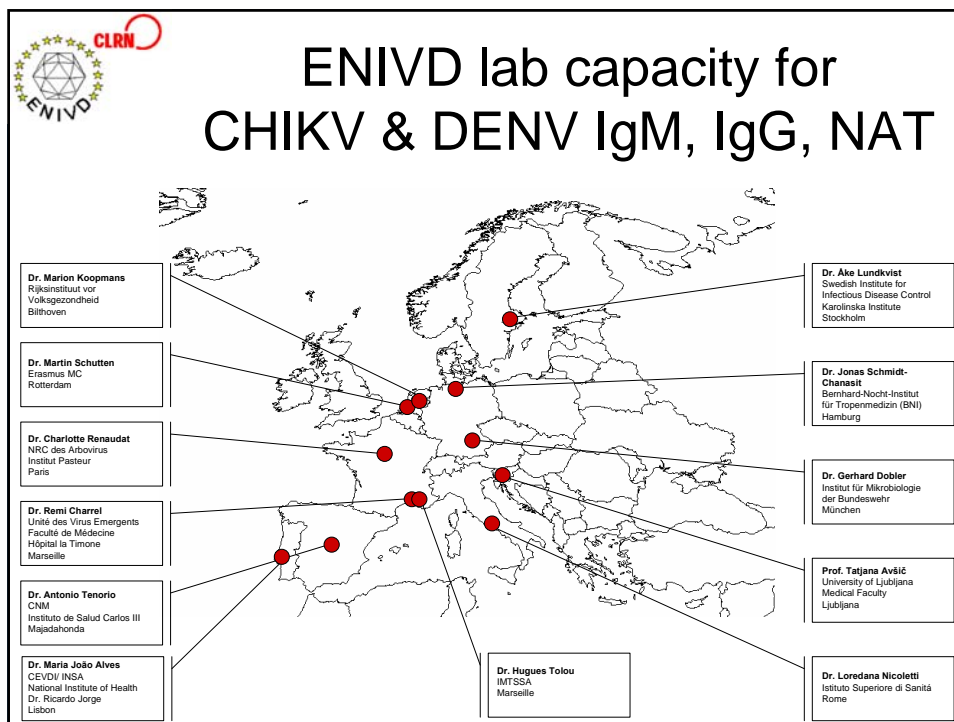 CLRN
ENIVD
ENIVD lab capacity for
CHIKV & DENV IgM, IgG, NAT
Dr. Marion Koopmans
Rijksinstituut vor
Volksgezondheid
Bilthoven
Dr. Martin Schutten
Erasmus MC
Rotterdam
Dr. Charlotte Renaudat
NRC des Arbovirus
Institut Pasteur
Paris
Dr. Remi Charrel
Unité des Virus Emergents
Faculté de Médecine
Hôpital la Timone
Marseille
Dr. Antonio Tenorio
CNM
Instituto de Salud Carlos III
Majadahonda
Dr. Maria João Alves
CEVDI/ INSA
National Institute of Health
Dr. Ricardo Jorge
Lisbon
Dr. Hugues Tolou
IMTSSA
Marseille
Dr. Åke Lundkvist
Swedish Institute for
Infectious Disease Control
Karolinska Institute
Stockholm
Dr. Jonas Schmidt-
Chanasit
Bernhard-Nocht-Institut
für Tropenmedizin (BNI)
Hamburg
Dr. Gerhard Dobler
Institut für Mikrobiologie
der Bundeswehr
München
Prof. Tatjana Avšič
University of Ljubljana
Medical Faculty
Ljubljana
Dr. Loredana Nicoletti
Istituto Superiore di Sanitá
Rome